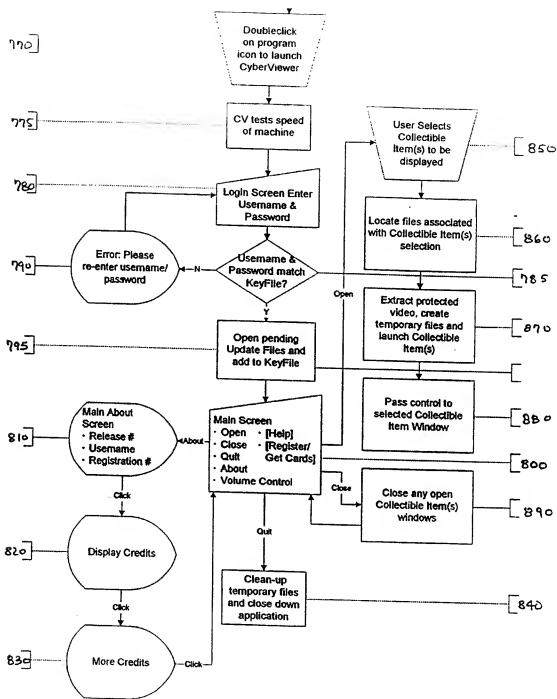 770
Doubleclick
on program
icon to launch
CyberViewer
775
CV tests speed
of machine
User Selects
Collectible
Item(s) to be
displayed
850
780
Login Screen Enter
Username &
Password
Locate files associated
with Collectible Item(s)
selection
860
790
Error: Please
re-enter username/
password
N
Username &
Password match
KeyFile?
785
Open
Y
Extract protected
video, create
temporary files and
launch Collectible
Item(s)
870
795
Open pending
Update Files and
add to KeyFile
Pass control to
selected Collectible
Item Window
880
810
Main About
Screen
· Release #
· Username
· Registration #
About
Main Screen
· Open · [Help]
· Close · [Register/
· Quit Get Cards]
· About
· Volume Control
800
Close
Close any open
Collectible Item(s)
windows
890
Click
Quit
820
Display Credits
Clean-up
temporary files
and close down
application
840
Click
830
More Credits
Click